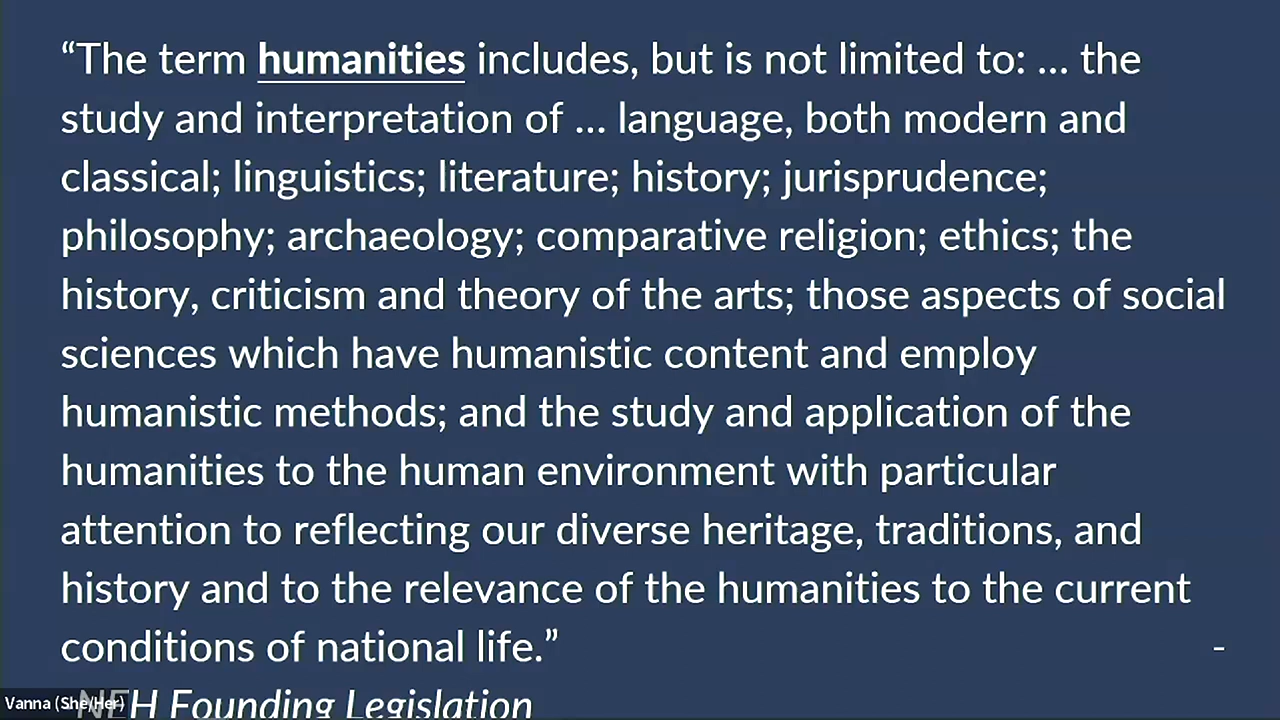 “The term humanities includes, but is not limited to: ... the
study and interpretation of ... language, both modern and
classical; linguistics; literature; history; jurisprudence;
philosophy; archaeology; comparative religion; ethics; the
history, criticism and theory of the arts; those aspects of social
sciences which have humanistic content and employ
humanistic methods; and the study and application of the
humanities to the human environment with particular
attention to reflecting our diverse heritage, traditions, and
history and to the relevance of the humanities to the current
conditions of national life.” -
NEH Founding Legislation
Vanna (She/Her)